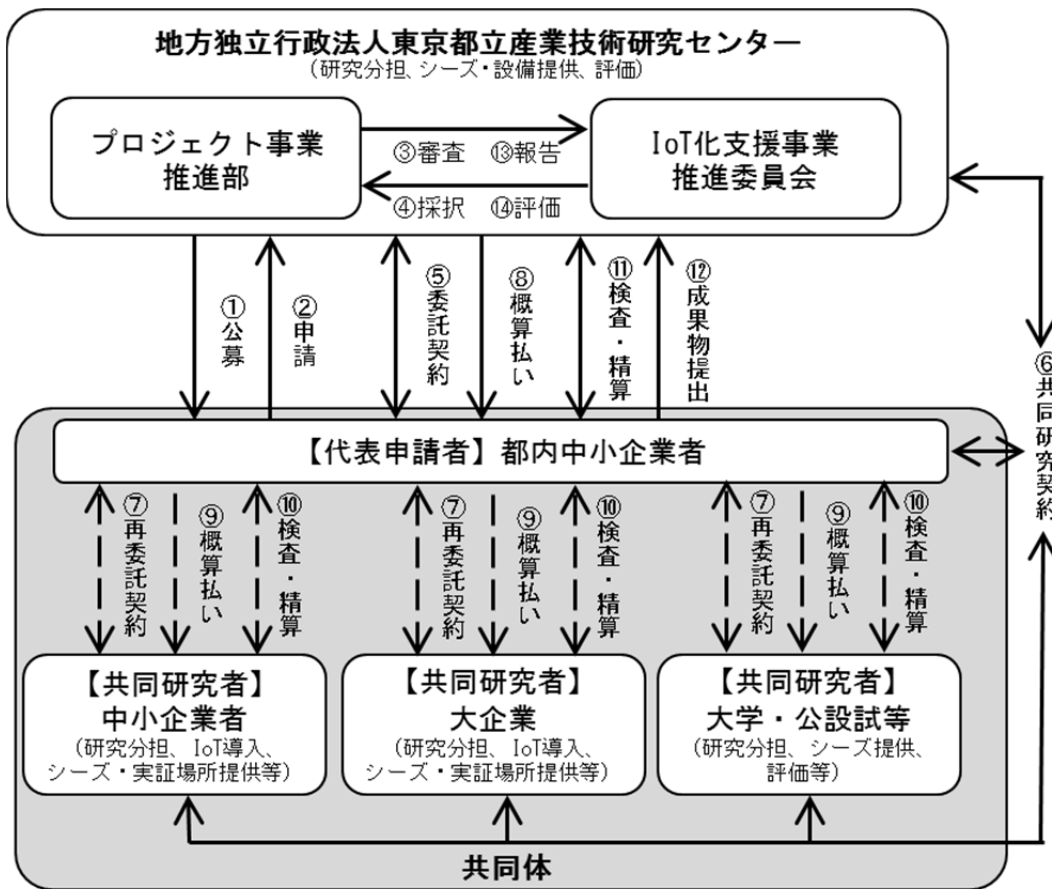 地方独立行政法人東京都立産業技術研究センター
(研究分担、シーズ・設備提供、評価)
プロジェクト事業
推進部
③審査 ⑬報告
④採択 ⑭評価
IoT化支援事業
推進委員会
①公募
②申請
⑤委託契約
⑧概算払い
⑪検査・精算
⑫成果物提出
⑥共同研究契約
【代表申請者】都内中小企業者
⑦再委託契約
⑨概算払い
⑩検査・精算
⑦再委託契約
⑨概算払い
⑩検査・精算
⑦再委託契約
⑨概算払い
⑩検査・精算
【共同研究者】
中小企業者
(研究分担、IoT導入、
シーズ・実証場所提供等)
【共同研究者】
大企業
(研究分担、IoT導入、
シーズ・実証場所提供等)
【共同研究者】
大学・公設試等
(研究分担、シーズ提供、
評価等)
共同体